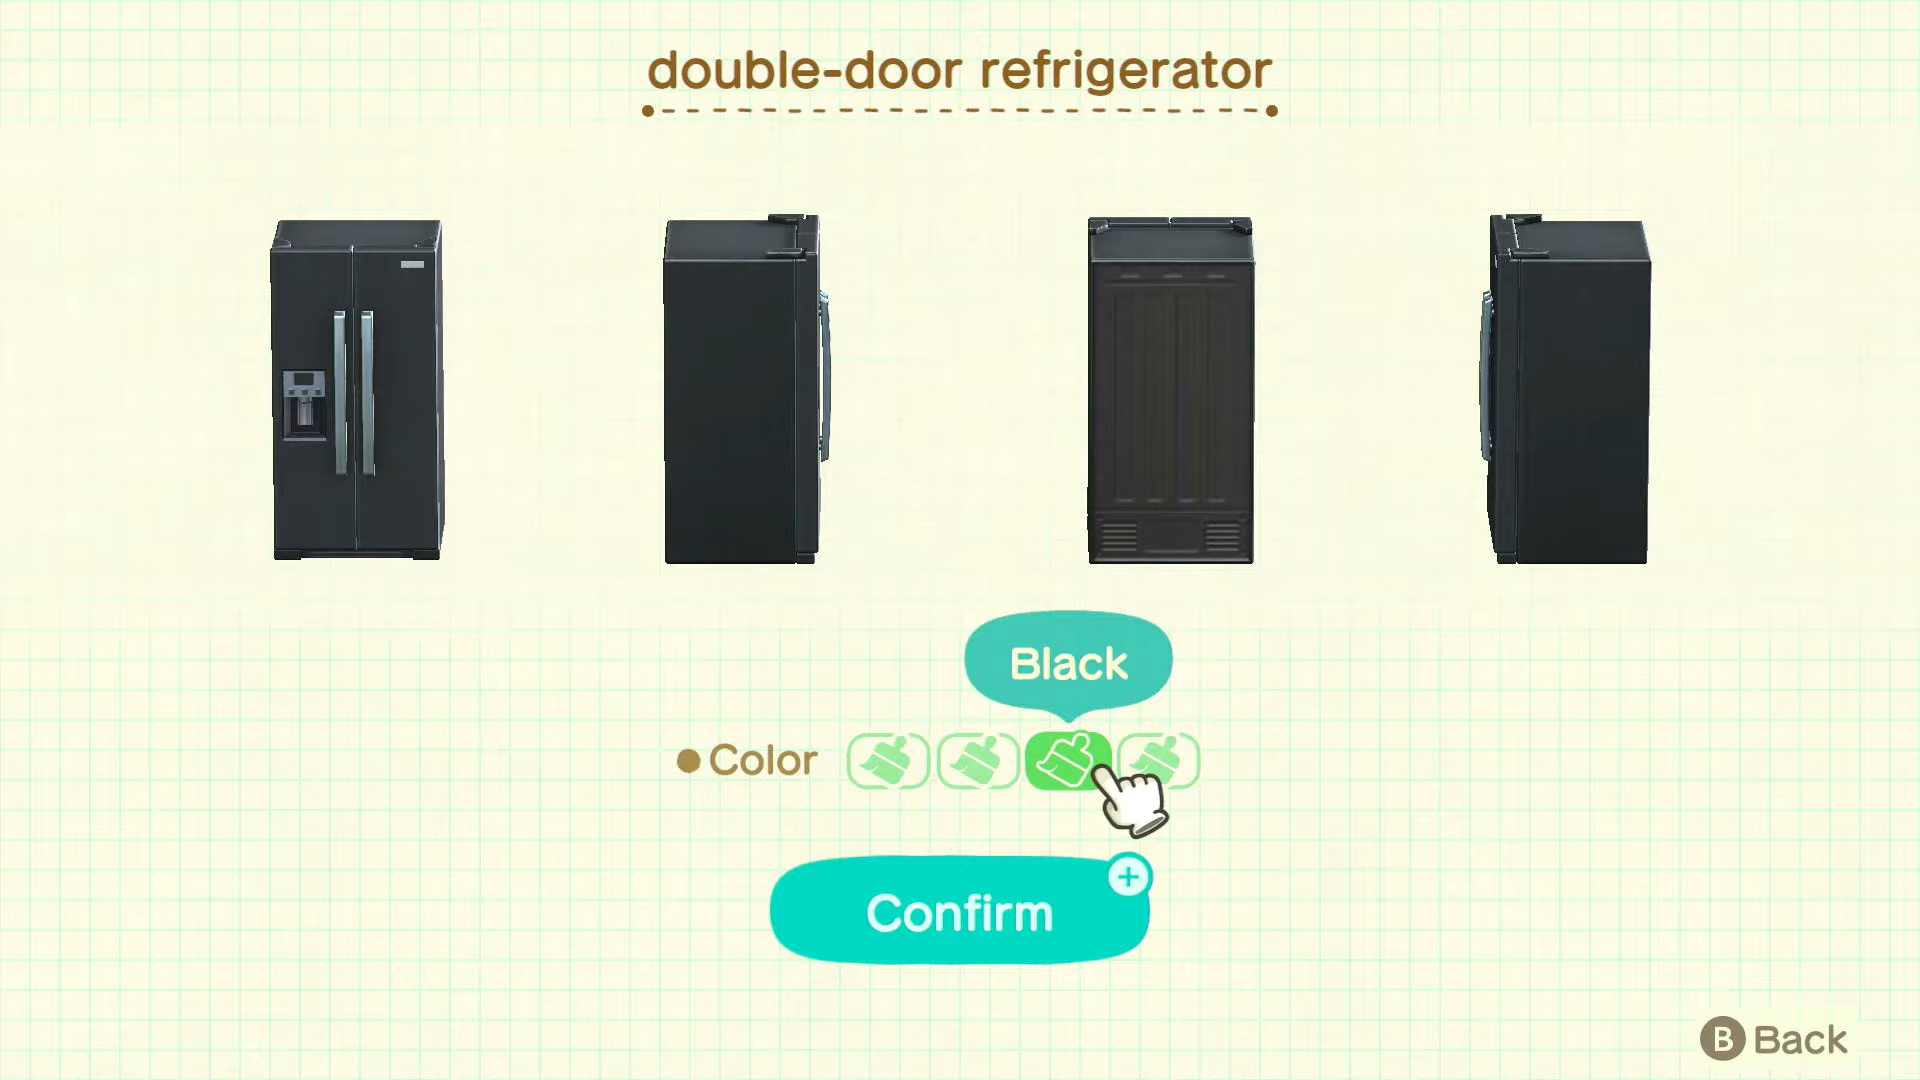 double-door refrigerator
Black
Color
Confirm
B Back